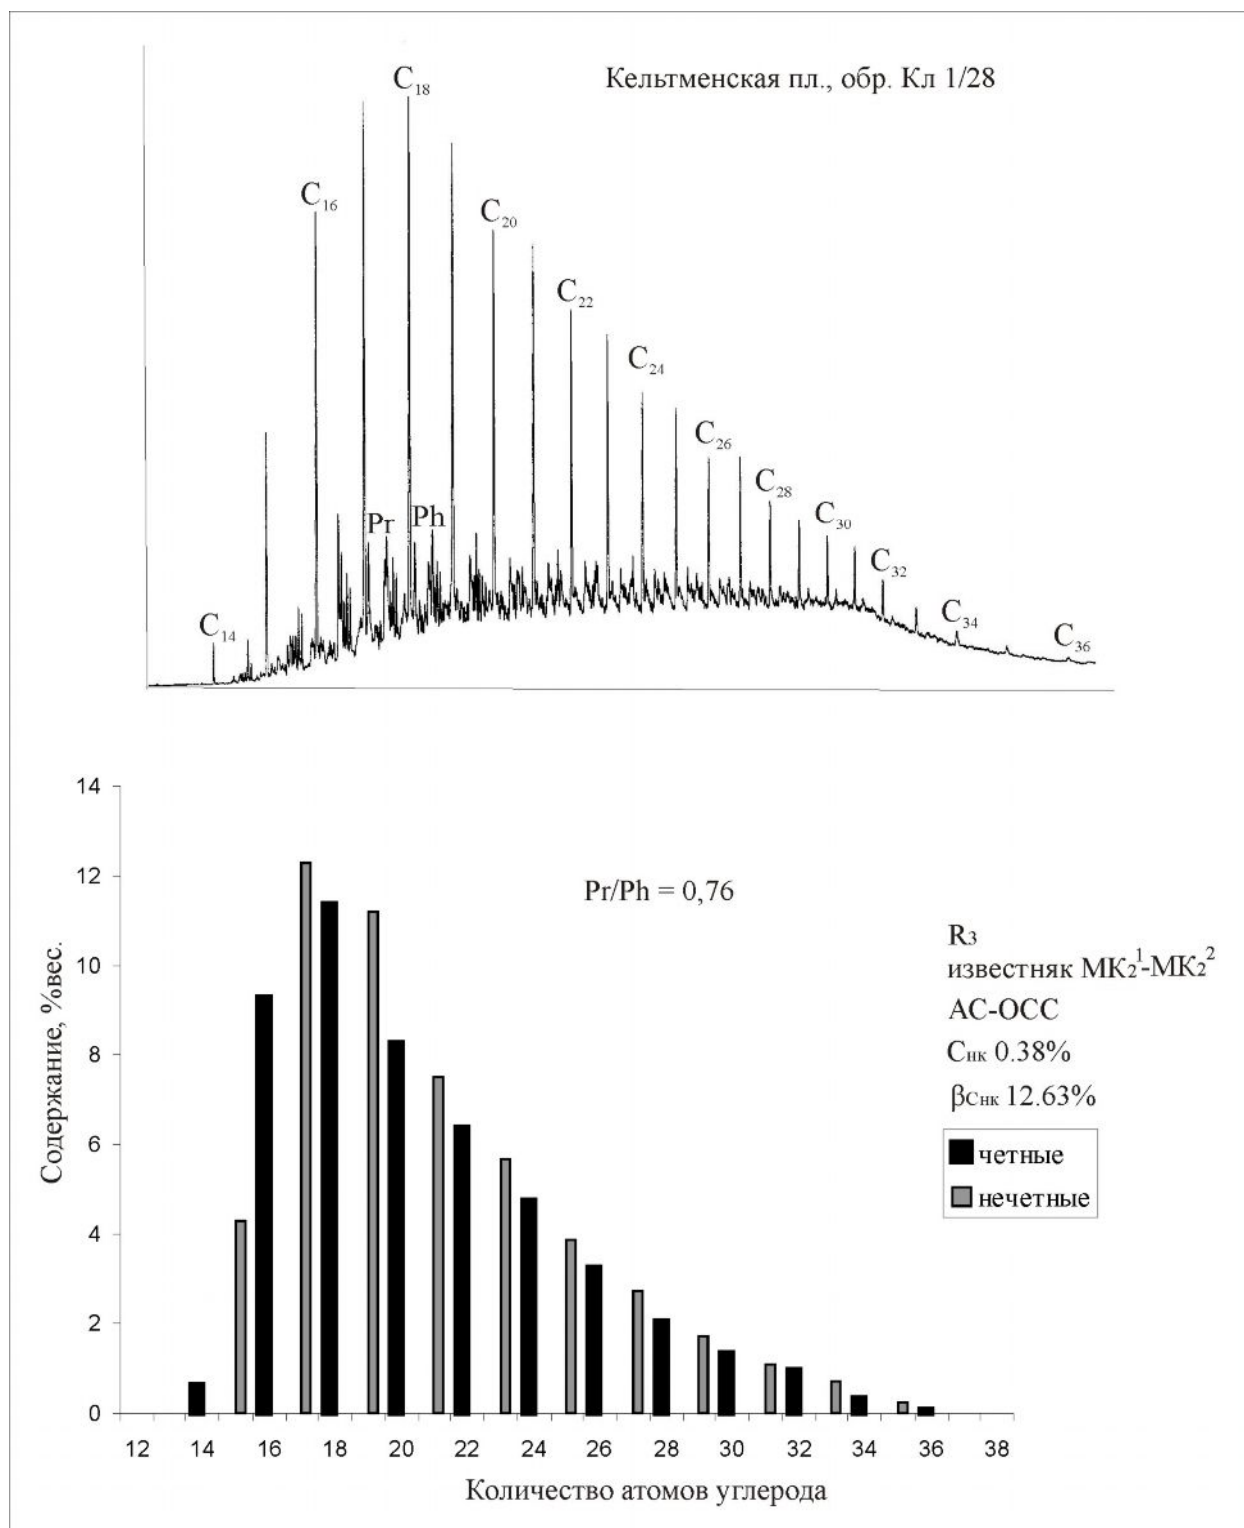 Кельтменская пл., обр. Кл 1/28
C18
C16
C20
C22
C24
C26
Pr
Ph
C28
C30
C32
C14
C34
C36
14
12
10
8
6
4
2
0
Содержание, %вес.
Pr/Ph = 0,76
R3
известняк МК2¹-МК2²
АС-ОСС
Cнк 0.38%
βCнк 12.63%
четные
нечетные
12 14 16 18 20 22 24 26 28 30 32 34 36 38
Количество атомов углерода